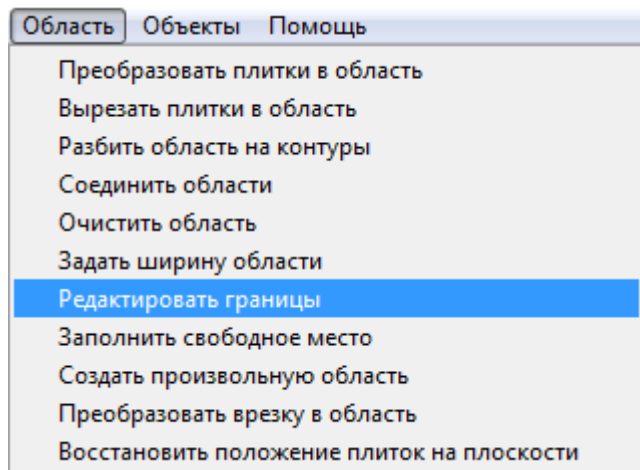 Область Объекты Помощь
Преобразовать плитки в область
Вырезать плитки в область
Разбить область на контуры
Соединить области
Очистить область
Задать ширину области
Редактировать границы
Заполнить свободное место
Создать произвольную область
Преобразовать врезку в область
Восстановить положение плиток на плоскости